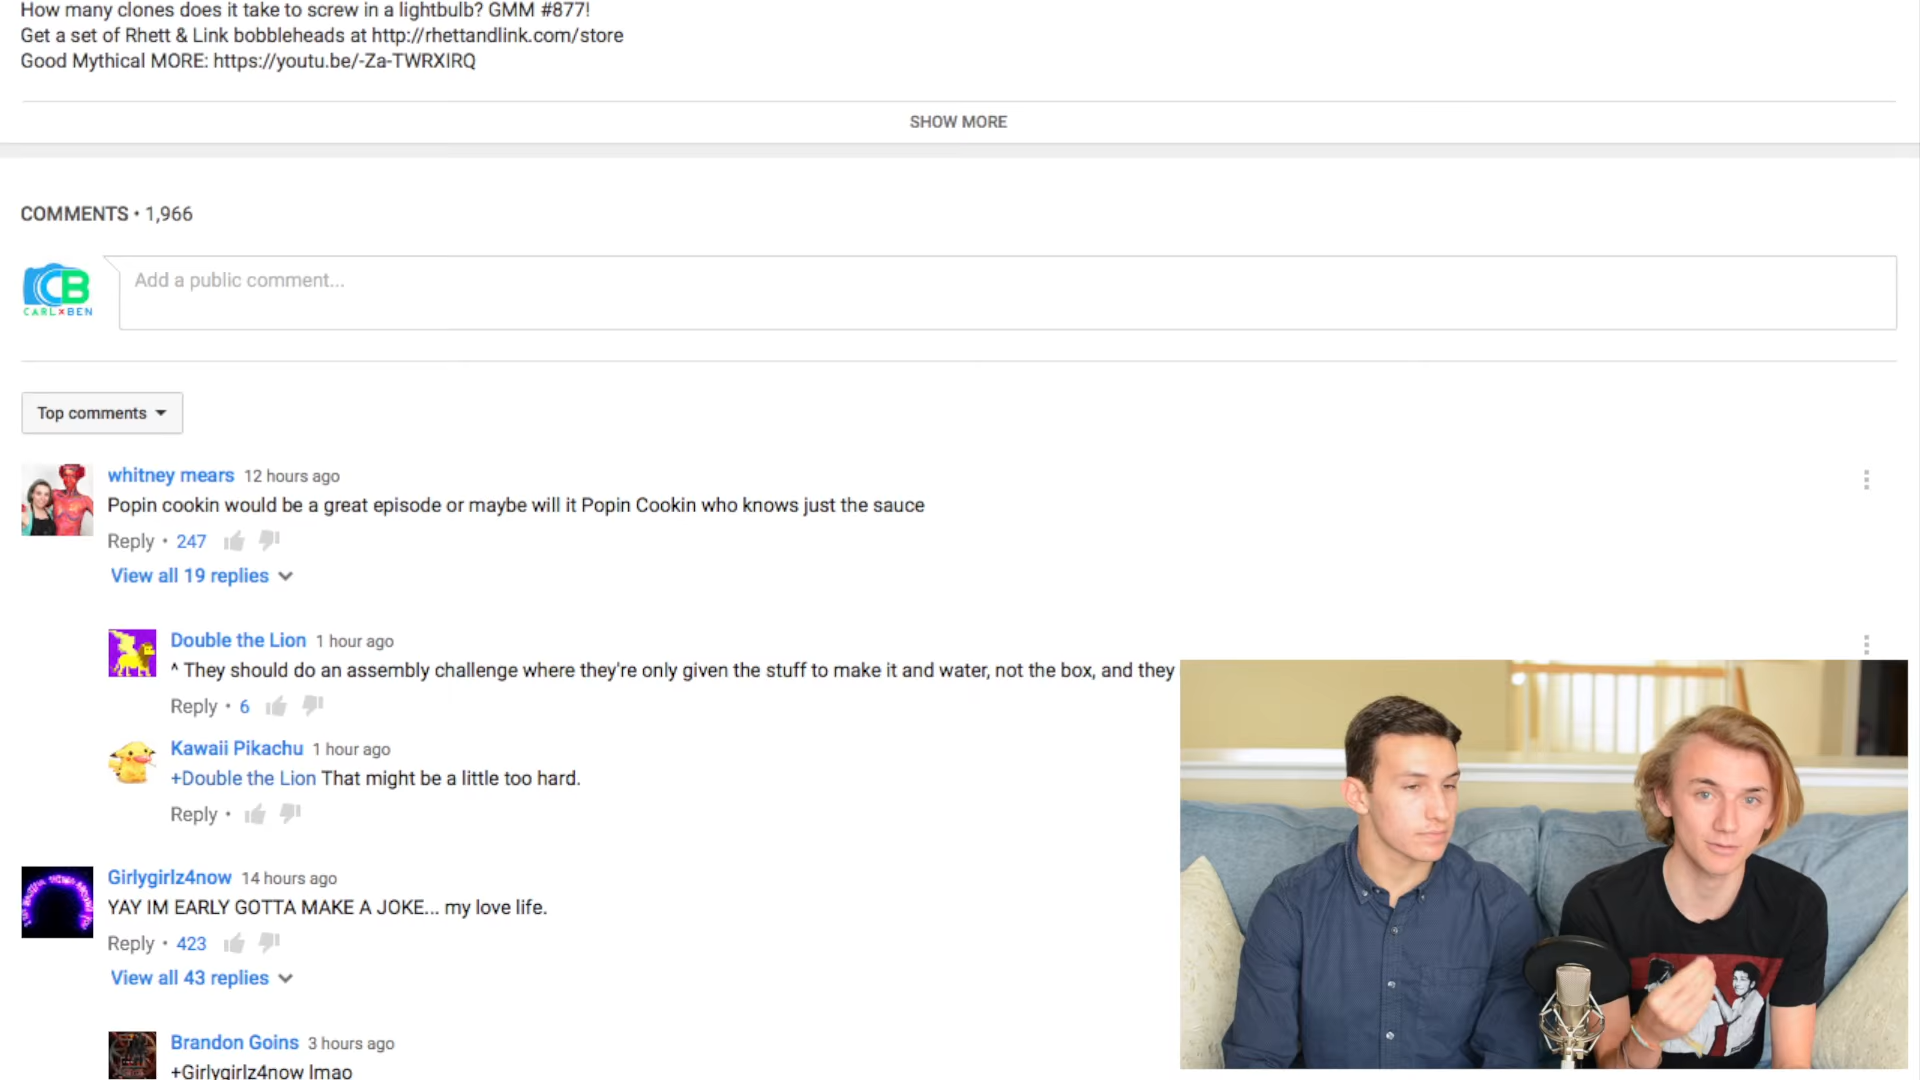 How many clones does it take to screw in a lightbulb? GMM #877!
Get a set of Rhett & Link bobbleheads at http://rhettandlink.com/store
Good Mythical MORE: https://youtu.be/-Za-TWRXIRQ
SHOW MORE
COMMENTS • 1,966
CB
CARL×BEN
Add a public comment...
Top comments
whitney mears 12 hours ago
Popin cookin would be a great episode or maybe will it Popin Cookin who knows just the sauce
Reply • 247
View all 19 replies
Double the Lion 1 hour ago
^ They should do an assembly challenge where they're only given the stuff to make it and water, not the box, and they
Reply • 6
Kawaii Pikachu 1 hour ago
+Double the Lion That might be a little too hard.
Reply •
Girlygirlz4now 14 hours ago
YAY IM EARLY GOTTA MAKE A JOKE... my love life.
Reply • 423
View all 43 replies
Brandon Goins 3 hours ago
+Girlygirlz4now lmao